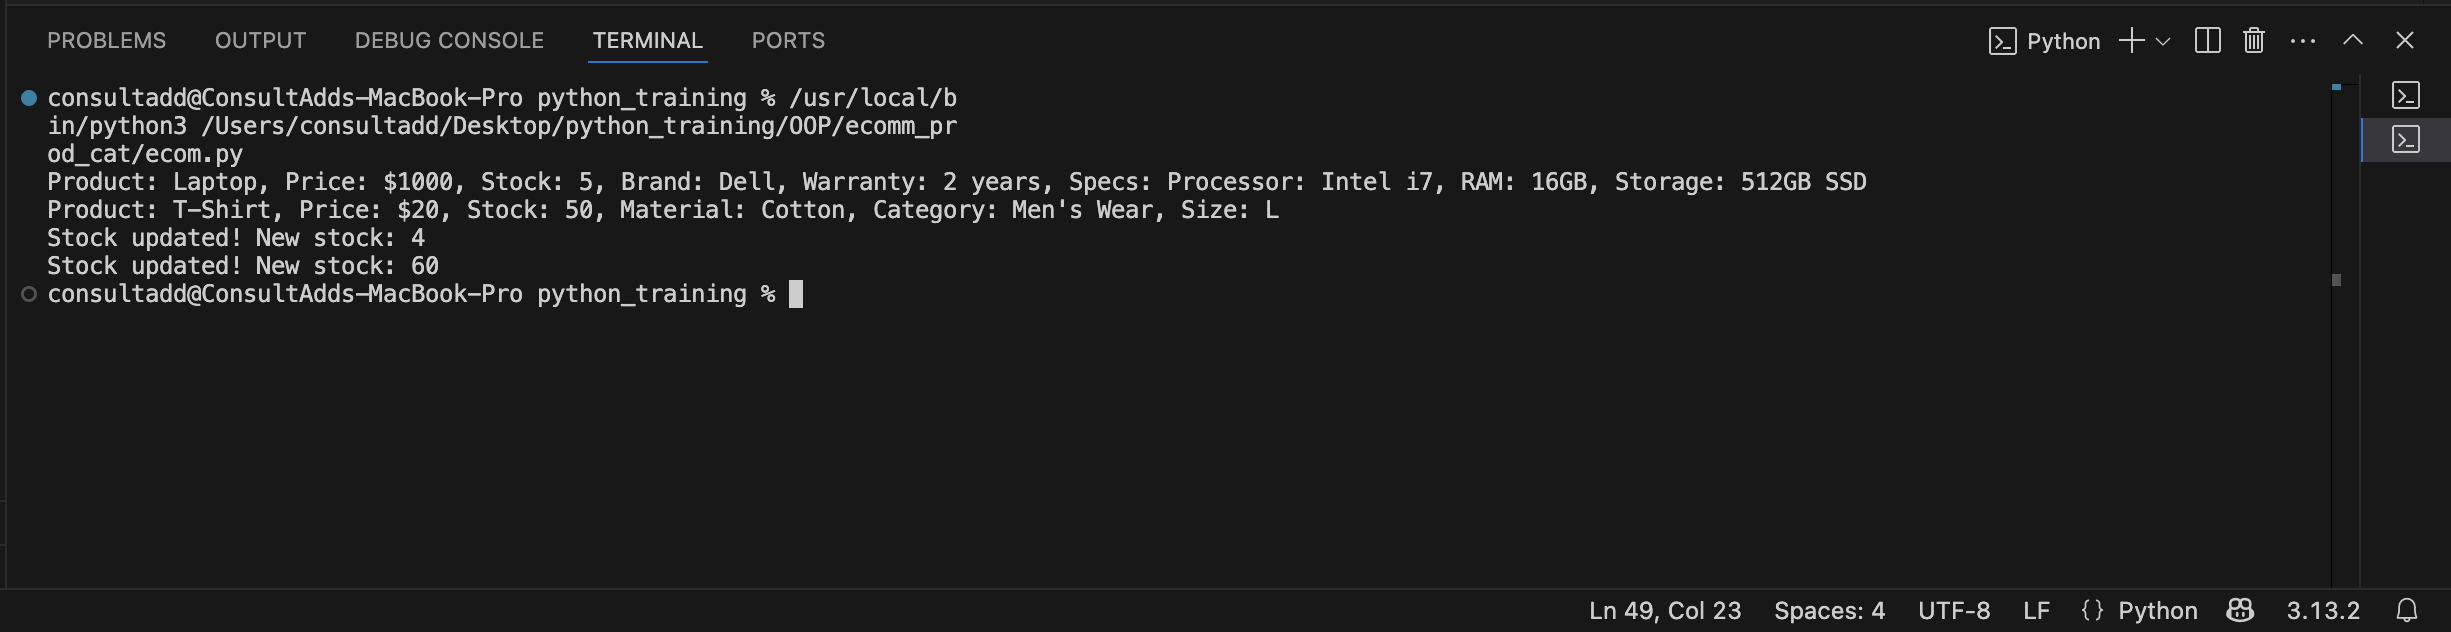 PROBLEMS OUTPUT DEBUG CONSOLE TERMINAL PORTS Python
consultadd@ConsultAdds-MacBook-Pro python_training % /usr/local/b
in/python3 /Users/consultadd/Desktop/python_training/OOP/ecomm_pr
od_cat/ecom.py
Product: Laptop, Price: $1000, Stock: 5, Brand: Dell, Warranty: 2 years, Specs: Processor: Intel i7, RAM: 16GB, Storage: 512GB SSD
Product: T-Shirt, Price: $20, Stock: 50, Material: Cotton, Category: Men's Wear, Size: L
Stock updated! New stock: 4
Stock updated! New stock: 60
consultadd@ConsultAdds-MacBook-Pro python_training %
Ln 49, Col 23 Spaces: 4 UTF-8 LF {} Python 3.13.2